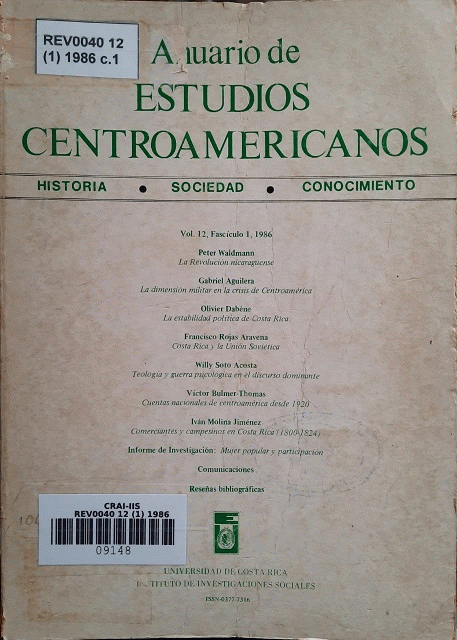 REV0040 12
(1) 1986 c.1
A uario de
ESTUDIOS
CENTROAMERICANOS
HISTORIA • SOCIEDAD • CONOCIMIENTO
Vol. 12, Fascículo 1, 1986
Peter Waldmann
La Revolución nicaraguense
Gabriel Aguilera
La dimensión militar en la crisis de Centroamérica
Olivier Dabène
La estabilidad política de Costa Rica
Francisco Rojas Aravena
Costa Rica y la Unión Soviética
Willy Soto Acosta
Teología y guerra psicológica en el discurso dominante
Víctor Bulmer-Thomas
Cuentas nacionales de centroamérica desde 1920
Iván Molina Jiménez
Comerciantes y campesinos en Costa Rica (1800-1824)
Informe de Investigación: Mujer popular y participación
Comunicaciones
Reseñas bibliográficas
CRAI-IIS
REV0040 12 (1) 1986
09148
UNIVERSIDAD DE COSTA RICA
INSTITUTO DE INVESTIGACIONES SOCIALES
ISSN-0377-7316